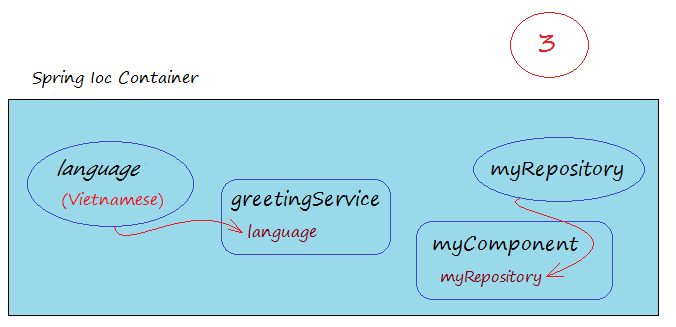 3
Spring Ioc Container
language
(Vietnamese)
greetingService
language
myRepository
myComponent
myRepository